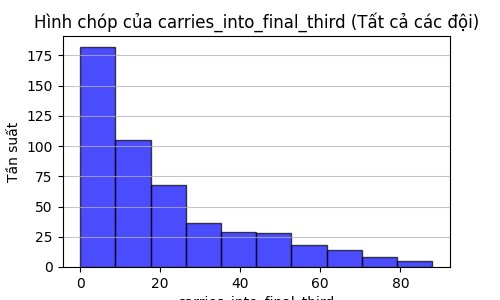 Hình chóp của carries_into_final_third (Tất cả các đội)
Tần suất
175
150
125
100
75
50
25
0
0 20 40 60 80
carries_into_final_third